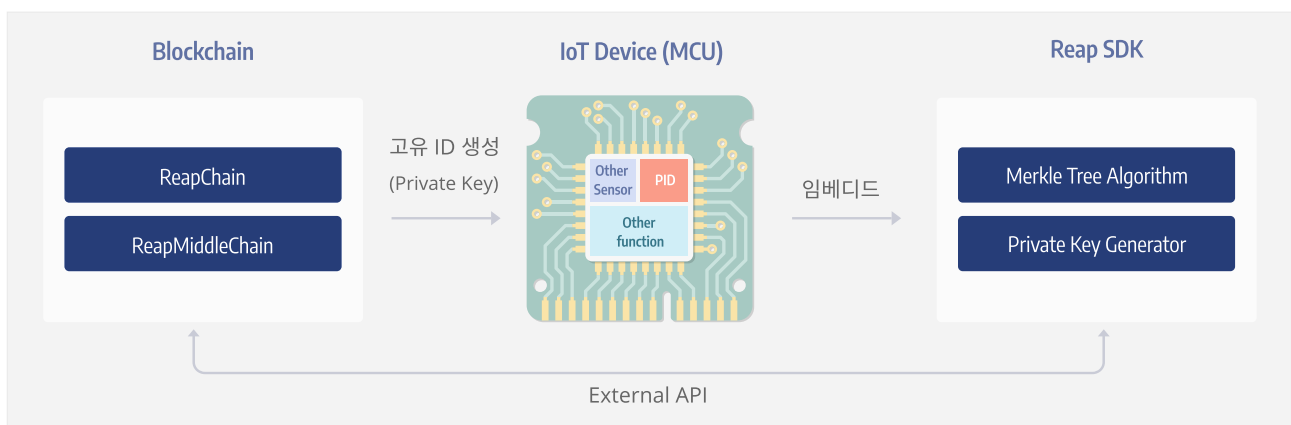 Blockchain
IoT Device (MCU)
Reap SDK
ReapChain
ReapMiddleChain
고유 ID 생성
(Private Key)
Other
Sensor
PID
Other
function
임베디드
Merkle Tree Algorithm
Private Key Generator
External API